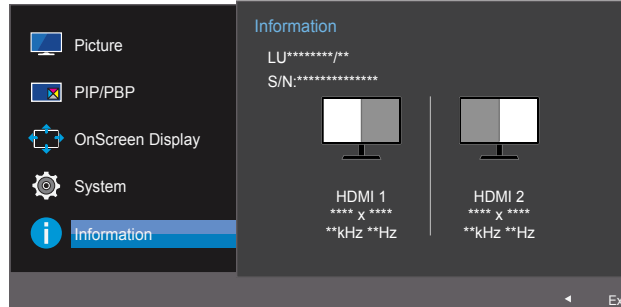 Picture
PIP/PBP
OnScreen Display
System
Information
Information
LU********/**
S/N:**************
HDMI 1
**** x ****
**kHz **Hz
HDMI 2
**** x ****
**kHz **Hz